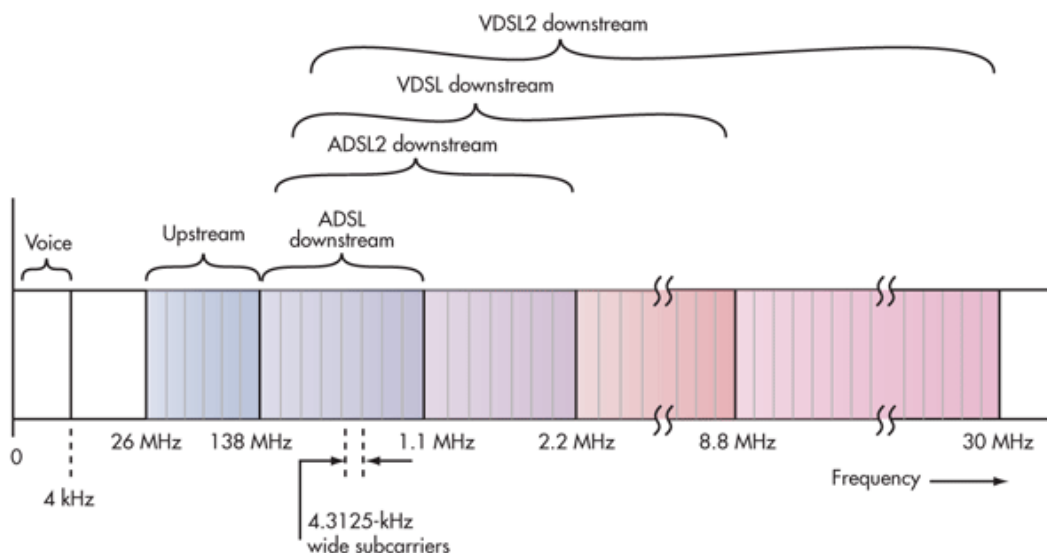 VDSL2 downstream
VDSL downstream
ADSL2 downstream
Voice
Upstream
ADSL
downstream
0
4 kHz
26 MHz
138 MHz
1.1 MHz
2.2 MHz
8.8 MHz
30 MHz
4.3125-kHz
wide subcarriers
Frequency